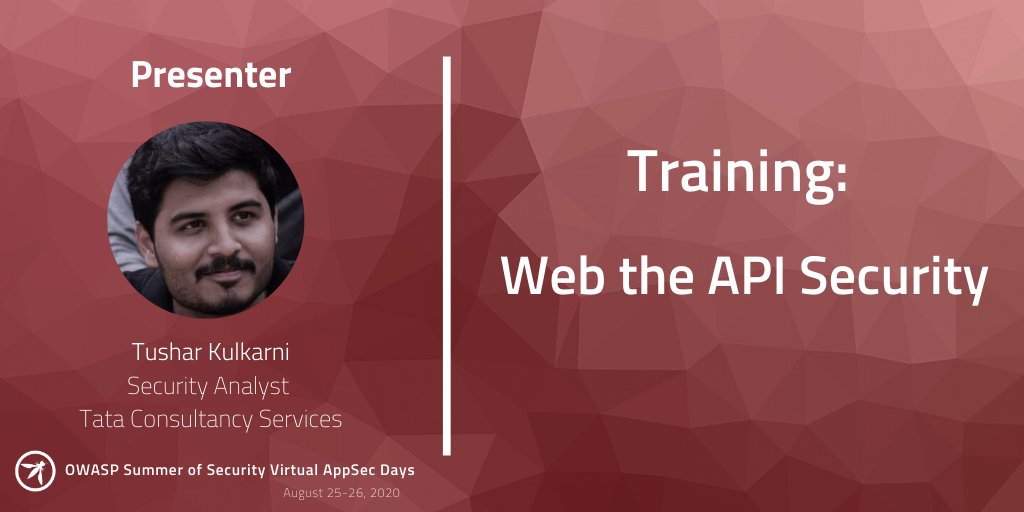 Presenter
Tushar Kulkarni
Security Analyst
Tata Consultancy Services
OWASP Summer of Security Virtual AppSec Days
August 25-26, 2020
Training:
Web the API Security